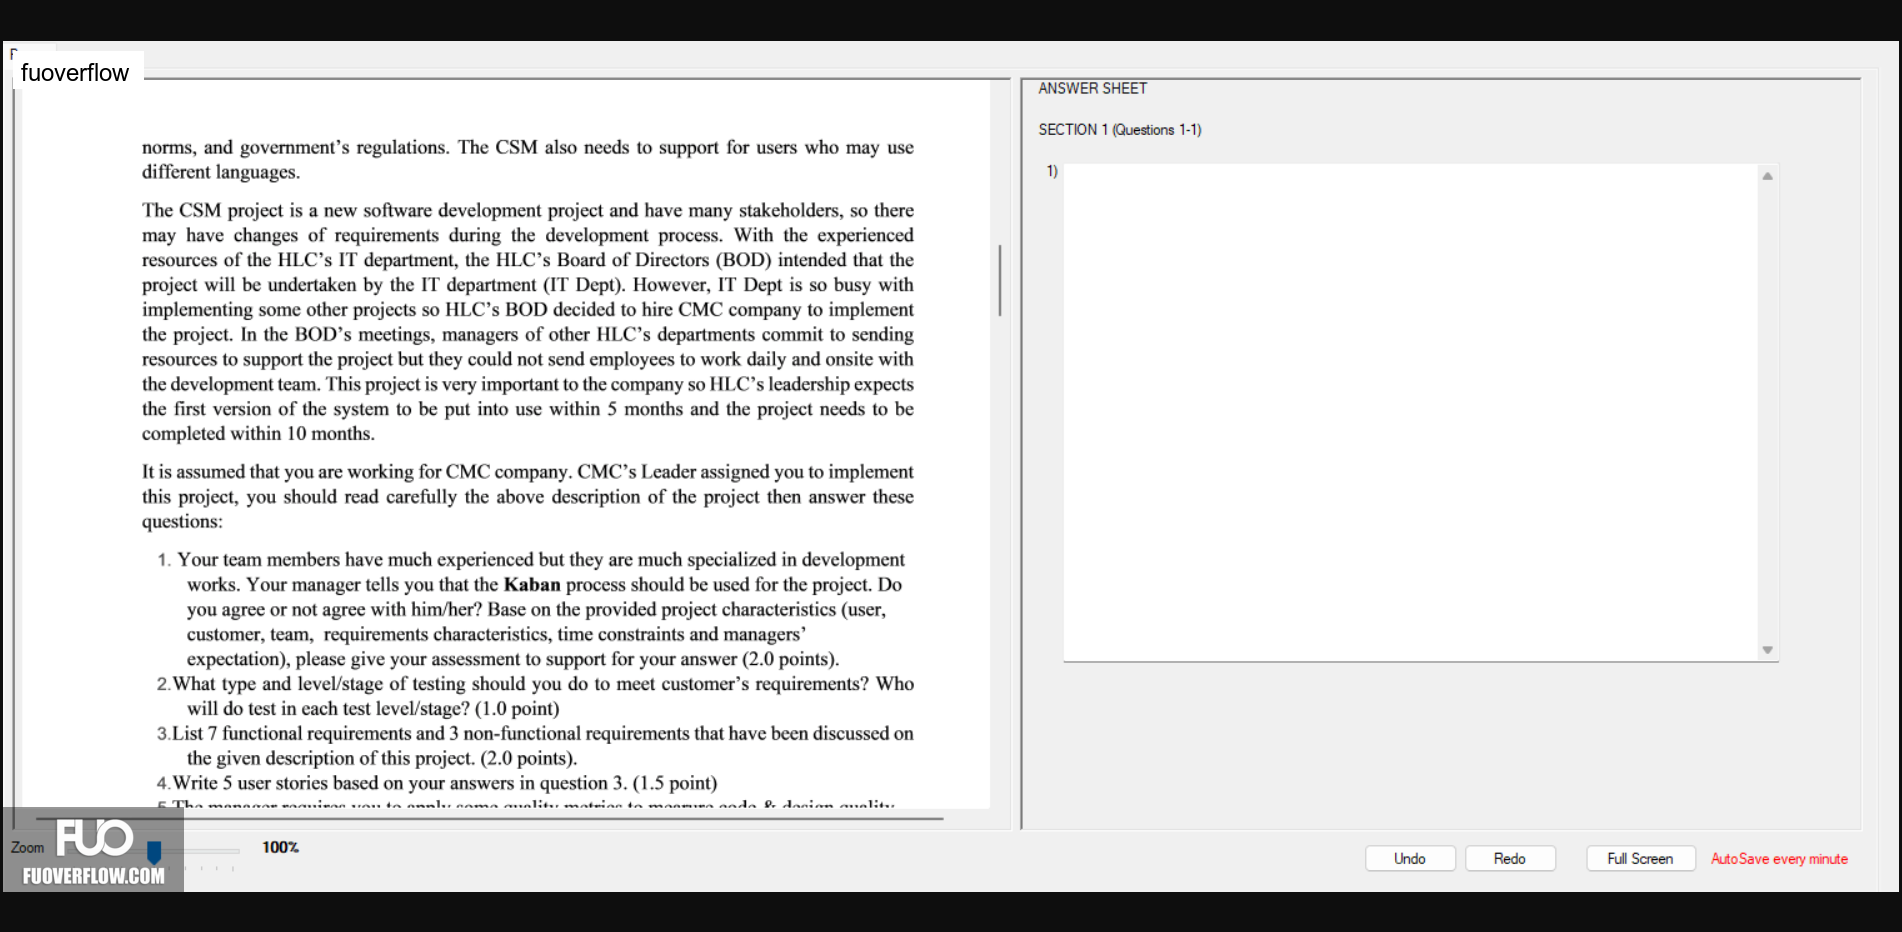 fuoverflow
norms, and government's regulations. The CSM also needs to support for users who may use
different languages.
The CSM project is a new software development project and have many stakeholders, so there
may have changes of requirements during the development process. With the experienced
resources of the HLC's IT department, the HLC's Board of Directors (BOD) intended that the
project will be undertaken by the IT department (IT Dept). However, IT Dept is so busy with
implementing some other projects so HLC's BOD decided to hire CMC company to implement
the project. In the BOD's meetings, managers of other HLC's departments commit to sending
resources to support the project but they could not send employees to work daily and onsite with
the development team. This project is very important to the company so HLC's leadership expects
the first version of the system to be put into use within 5 months and the project needs to be
completed within 10 months.
It is assumed that you are working for CMC company. CMC's Leader assigned you to implement
this project, you should read carefully the above description of the project then answer these
questions:
1. Your team members have much experienced but they are much specialized in development
works. Your manager tells you that the Kaban process should be used for the project. Do
you agree or not agree with him/her? Base on the provided project characteristics (user,
customer, team, requirements characteristics, time constraints and managers'
expectation), please give your assessment to support for your answer (2.0 points).
2.What type and level/stage of testing should you do to meet customer's requirements? Who
will do test in each test level/stage? (1.0 point)
3.List 7 functional requirements and 3 non-functional requirements that have been discussed on
the given description of this project. (2.0 points).
4.Write 5 user stories based on your answers in question 3. (1.5 point)
5.The manager requires you to apply some quality metrics to measure code & design quality
ANSWER SHEET
SECTION 1 (Questions 1-1)
1)
Zoom
100%
FUO
FUOVERFLOW.COM
Undo
Redo
Full Screen
AutoSave every minute